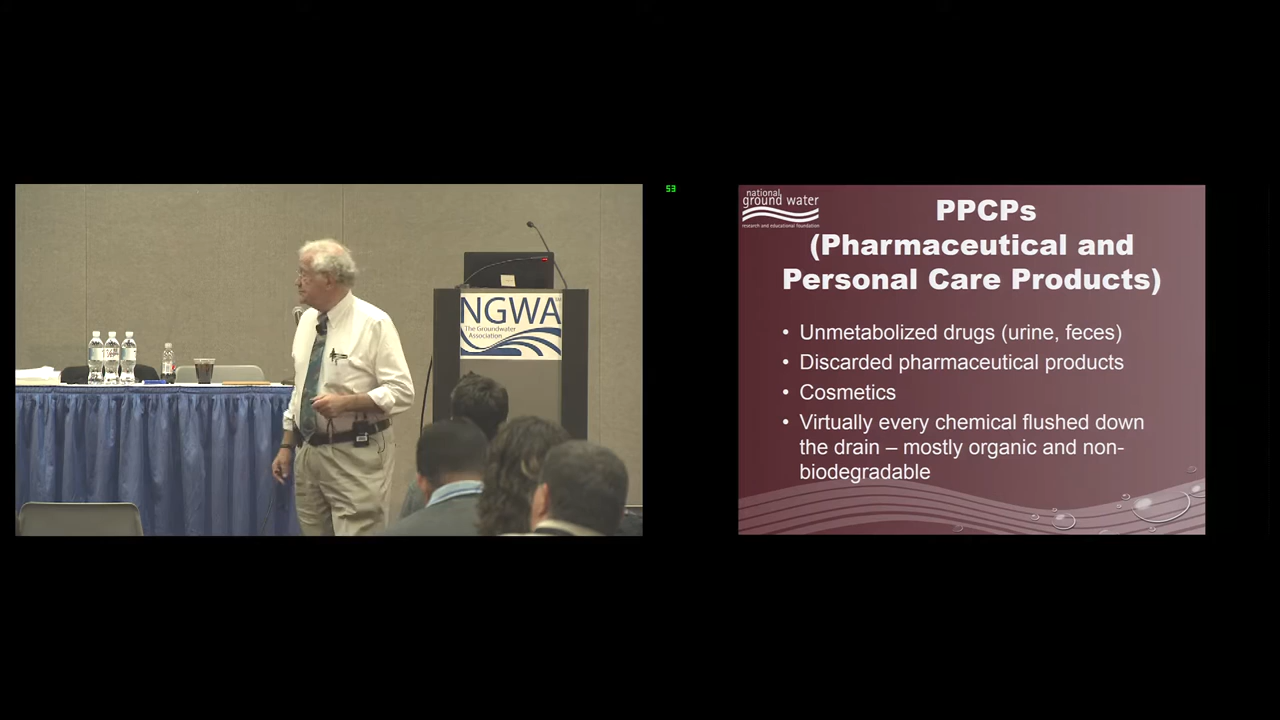 NGWA
The Groundwater
Association
53
national
ground water
research and educational foundation
PPCPs
(Pharmaceutical and
Personal Care Products)
• Unmetabolized drugs (urine, feces)
• Discarded pharmaceutical products
• Cosmetics
• Virtually every chemical flushed down
the drain – mostly organic and non-
biodegradable